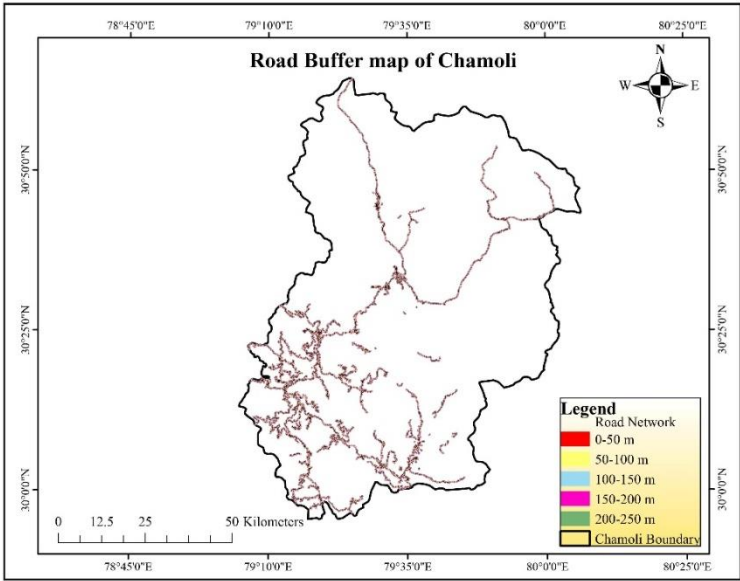 78°45'0"E 79°10'0"E 79°35'0"E 80°0'0"E 80°25'0"E
Road Buffer map of Chamoli
N
W E
S
30°50'0"N 30°50'0"N
30°25'0"N 30°25'0"N
30°0'0"N 30°0'0"N
Legend
Road Network
0-50 m
50-100 m
100-150 m
150-200 m
200-250 m
Chamoli Boundary
0 12.5 25 50 Kilometers
78°45'0"E 79°10'0"E 79°35'0"E 80°0'0"E 80°25'0"E